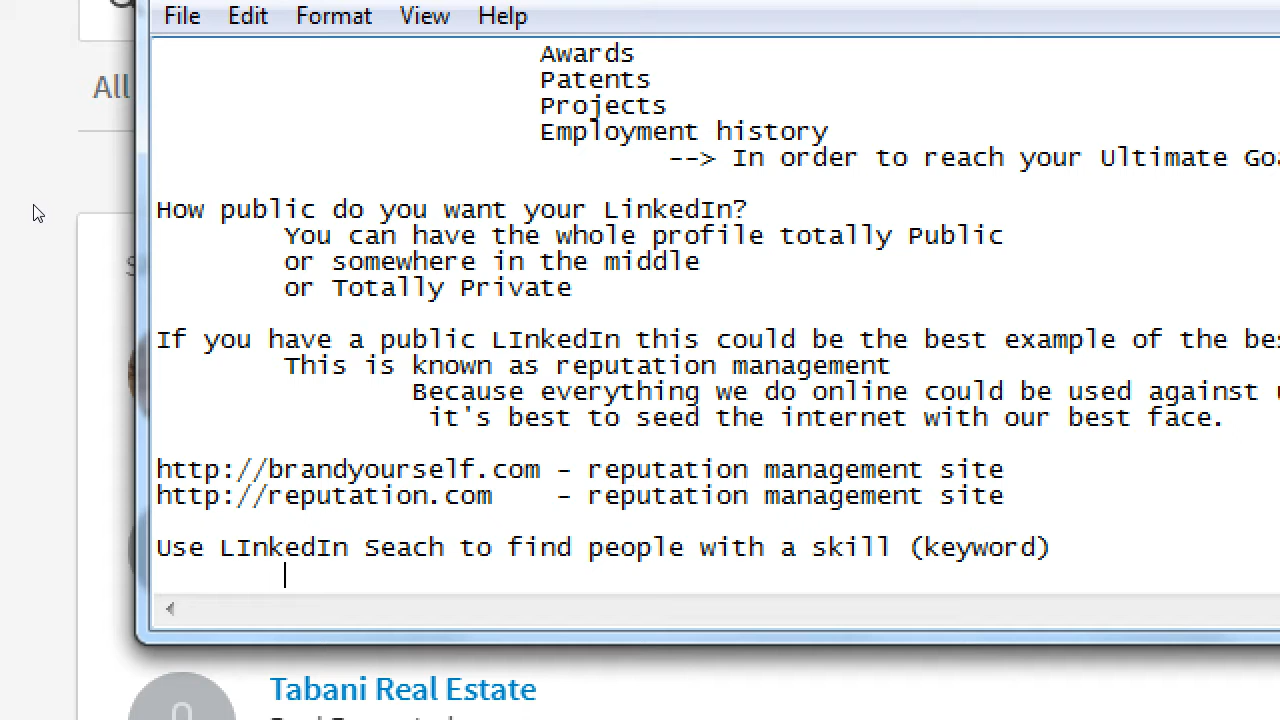 File Edit Format View Help
Awards
Patents
Projects
Employment history
--> In order to reach your Ultimate
How public do you want your LinkedIn?
You can have the whole profile totally Public
or somewhere in the middle
or Totally Private
If you have a public LInkedIn this could be the best example of the
This is known as reputation management
Because everything we do online could be used against
it's best to seed the internet with our best face.
http://brandyourself.com - reputation management site
http://reputation.com - reputation management site
Use LInkedIn Seach to find people with a skill (keyword)
All
Tabani Real Estate